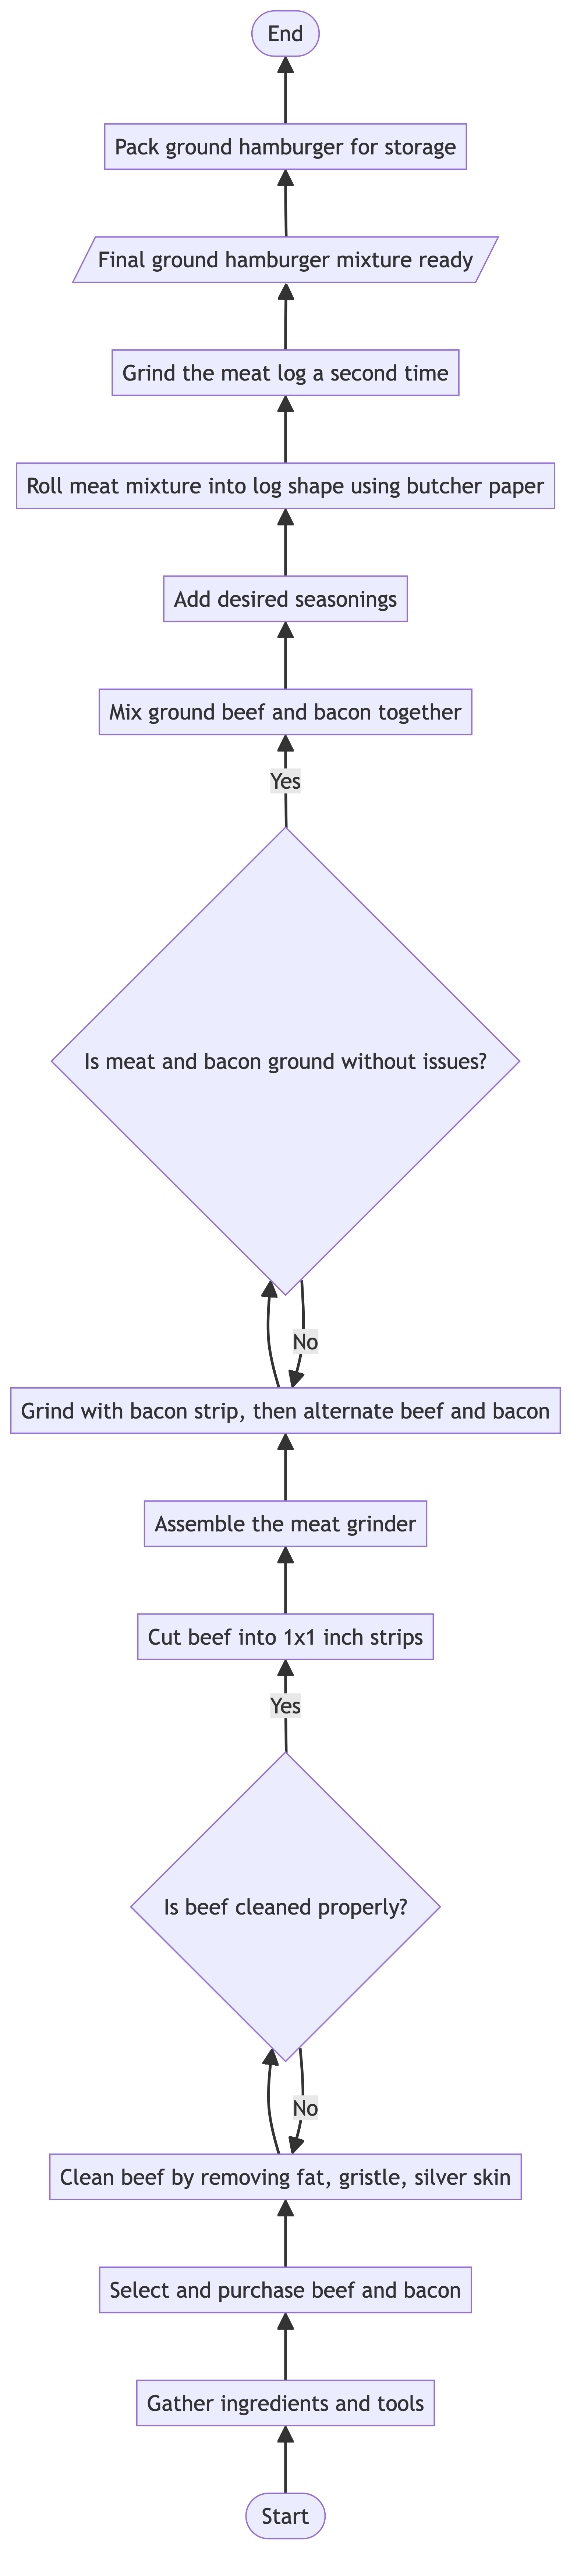 End
Pack ground hamburger for storage
Final ground hamburger mixture ready
Grind the meat log a second time
Roll meat mixture into log shape using butcher paper
Add desired seasonings
Mix ground beef and bacon together
Yes
Is meat and bacon ground without issues?
No
Grind with bacon strip, then alternate beef and bacon
Assemble the meat grinder
Cut beef into 1x1 inch strips
Yes
Is beef cleaned properly?
No
Clean beef by removing fat, gristle, silver skin
Select and purchase beef and bacon
Gather ingredients and tools
Start